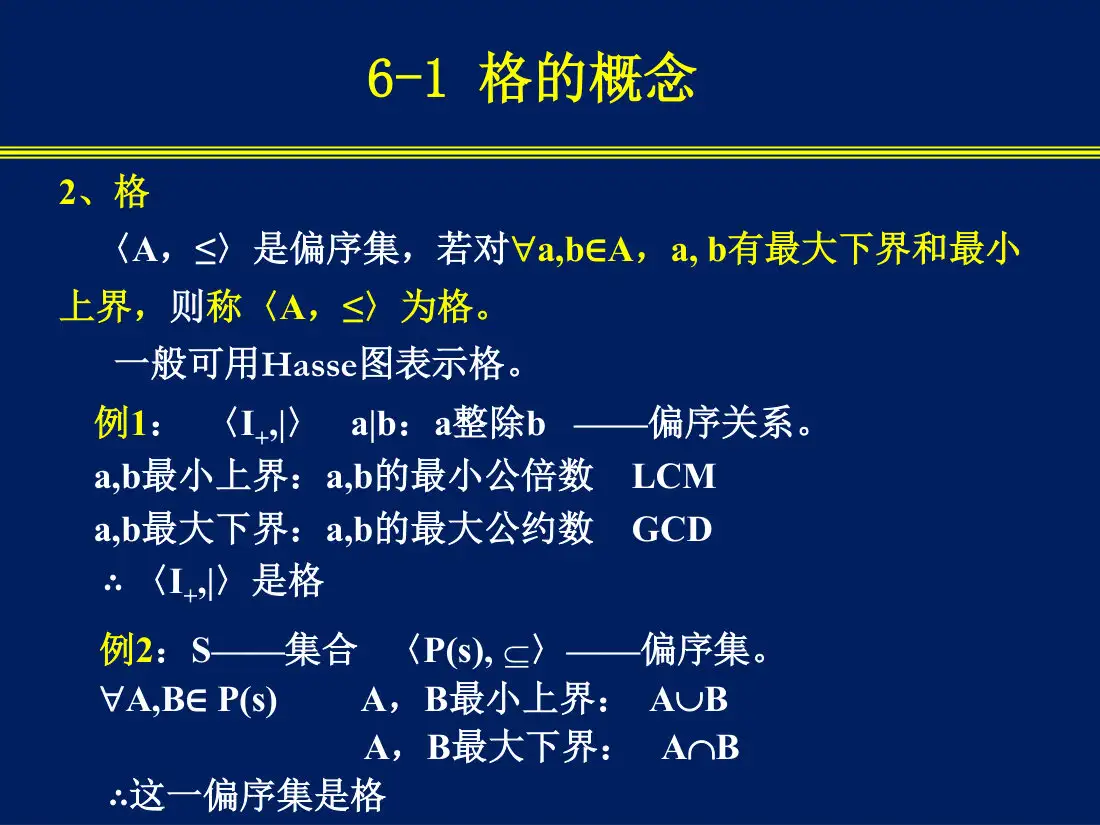 6-1 格的概念
2、格
〈A，≤〉是偏序集，若对∀a,b∈A，a, b有最大下界和最小
上界，则称〈A，≤〉为格。
一般可用Hasse图表示格。
例1： 〈I+,|〉 a|b：a整除b ——偏序关系。
a,b最小上界：a,b的最小公倍数 LCM
a,b最大下界：a,b的最大公约数 GCD
∴ 〈I+,|〉是格
例2：S——集合 〈P(s), ⊆〉——偏序集。
∀A,B∈ P(s) A，B最小上界： A∪B
A，B最大下界： A∩B
∴这一偏序集是格